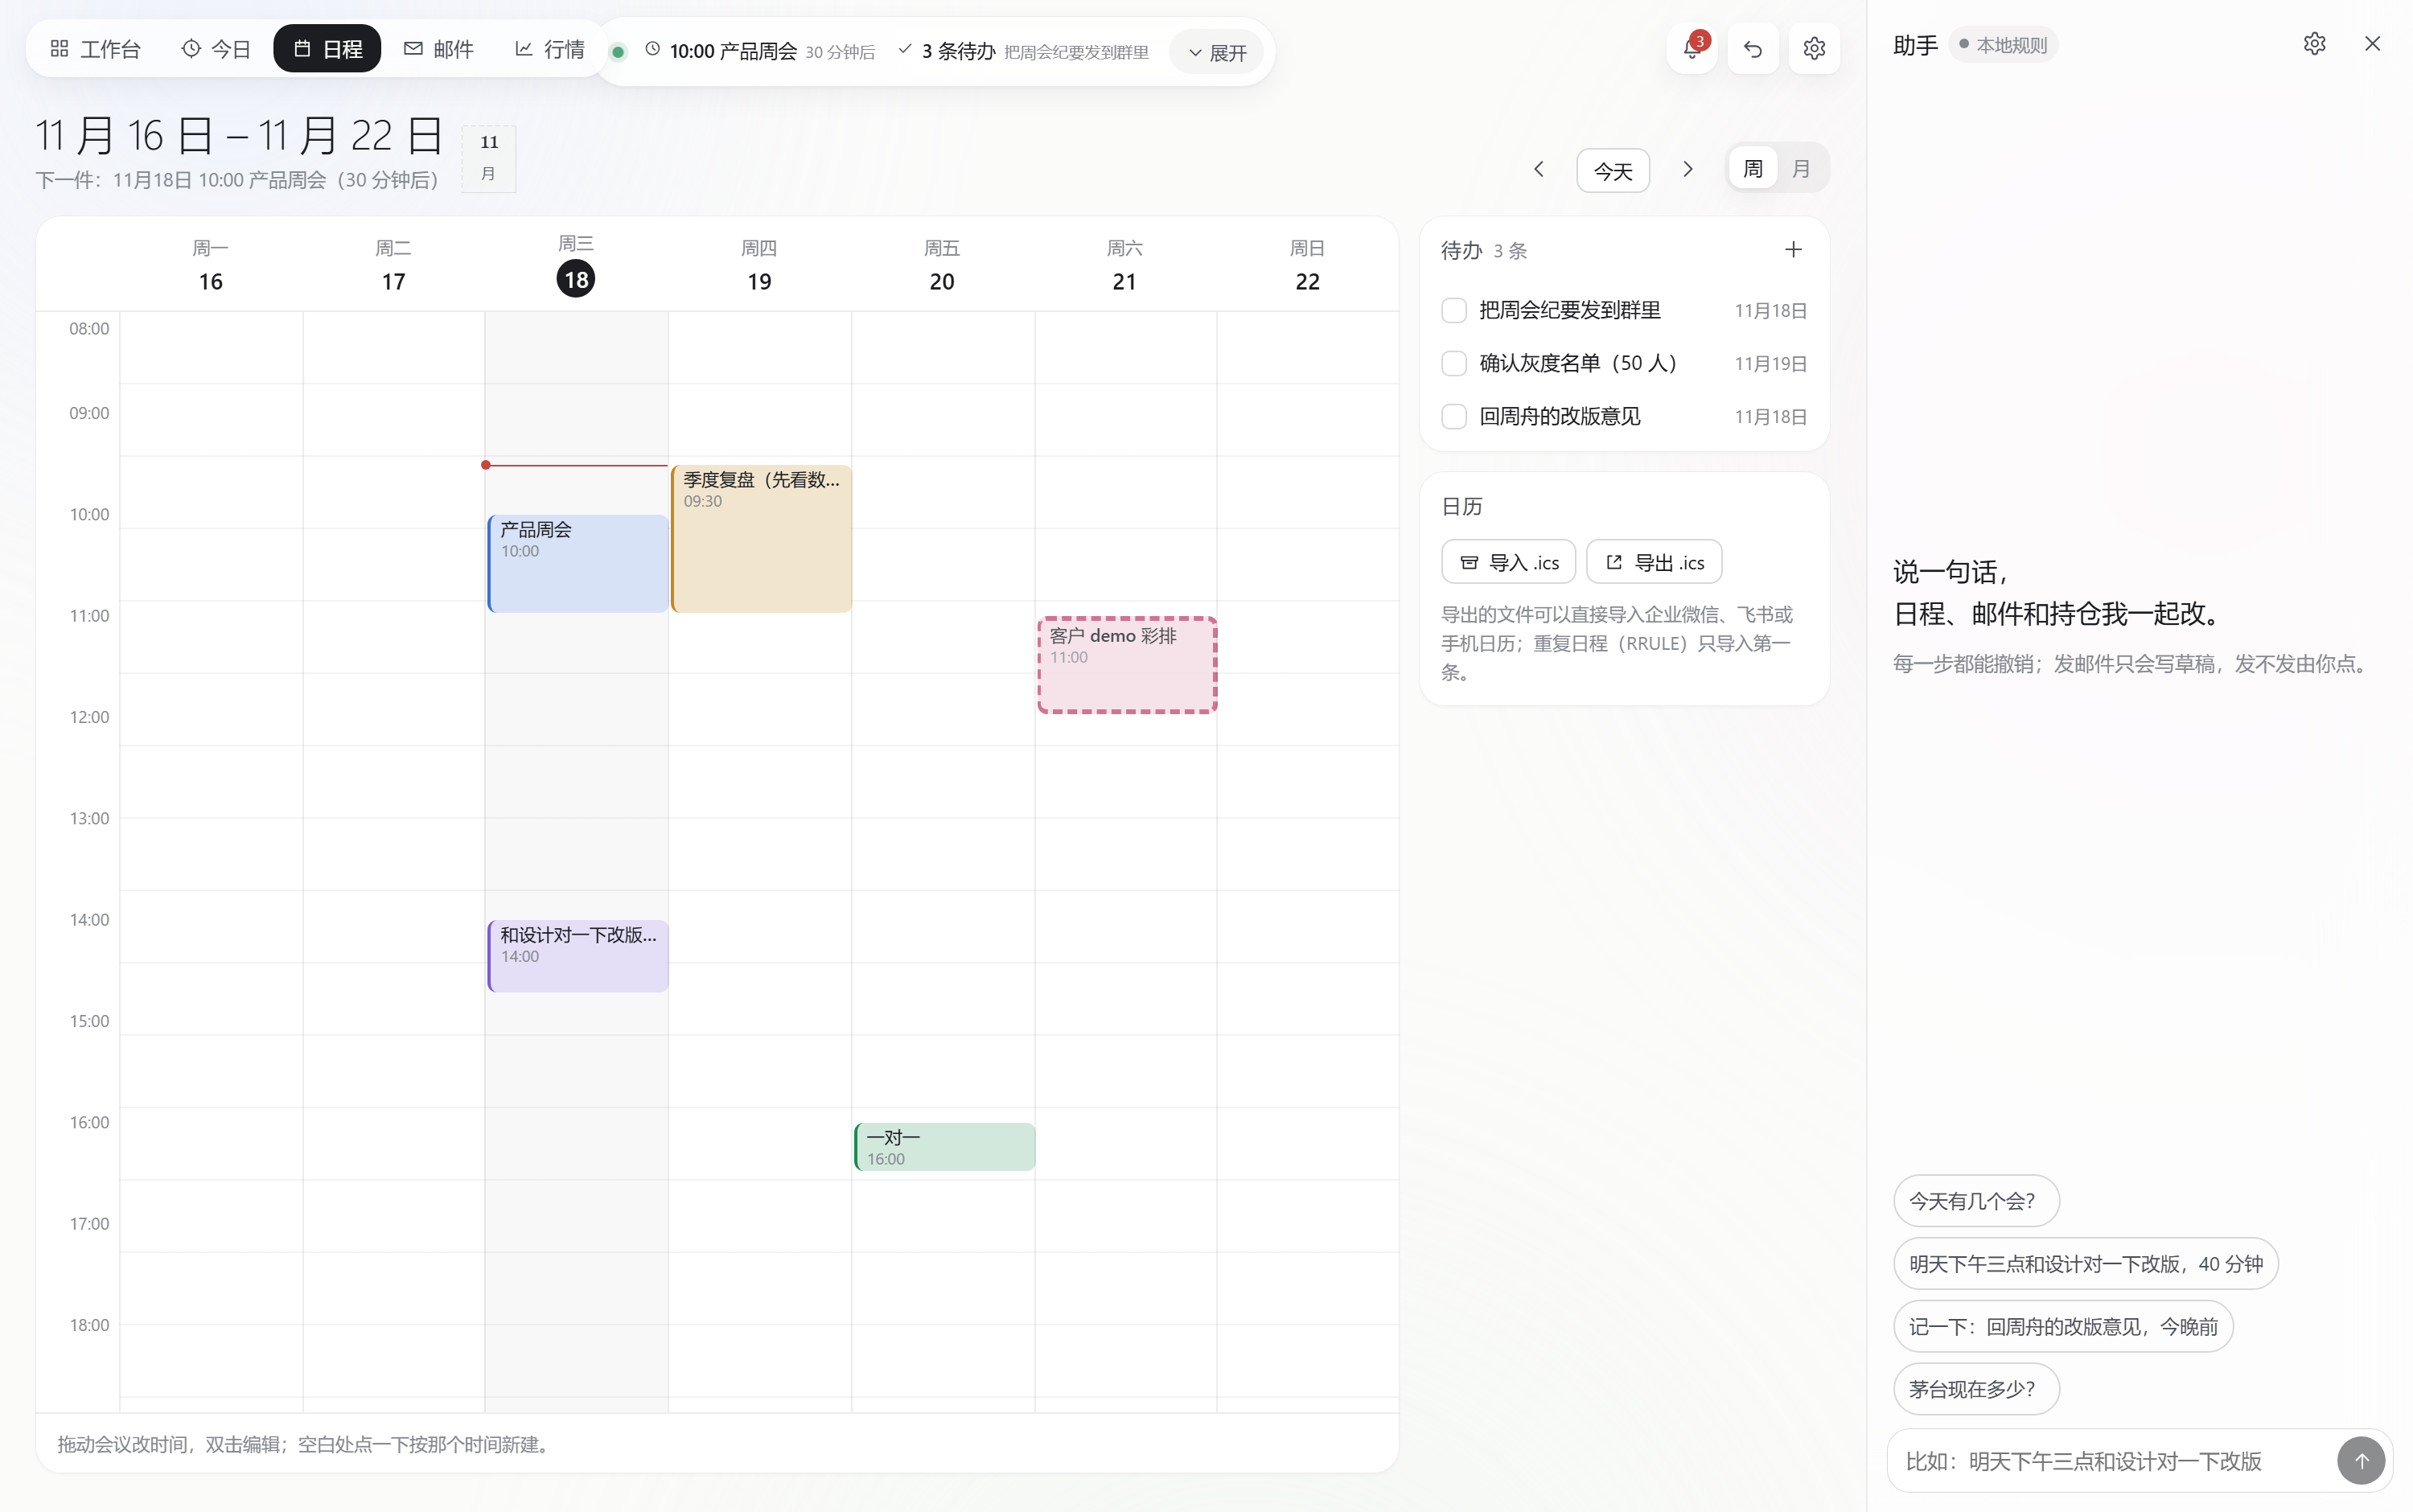 工作台 今日 日程 邮件 行情
10:00 产品周会 30 分钟后 3 条待办 把周会纪要发到群里 展开
3
11 月 16 日 – 11 月 22 日
下一件：11月18日 10:00 产品周会（30 分钟后）
11
月
今天
周 月
周一 周二 周三 周四 周五 周六 周日
16 17 18 19 20 21 22
08:00
09:00
10:00
11:00
12:00
13:00
14:00
15:00
16:00
17:00
18:00
产品周会
10:00
和设计对一下改版...
14:00
季度复盘（先看数...
09:30
一对一
16:00
客户 demo 彩排
11:00
拖动会议改时间，双击编辑；空白处点一下按那个时间新建。
待办 3 条
把周会纪要发到群里 11月18日
确认灰度名单（50 人） 11月19日
回周舟的改版意见 11月18日
日历
导入 .ics 导出 .ics
导出的文件可以直接导入企业微信、飞书或
手机日历；重复日程（RRULE）只导入第一
条。
助手 本地规则
说一句话，
日程、邮件和持仓我一起改。
每一步都能撤销；发邮件只会写草稿，发不发由你点。
今天有几个会？
明天下午三点和设计对一下改版，40 分钟
记一下：回周舟的改版意见，今晚前
茅台现在多少？
比如：明天下午三点和设计对一下改版